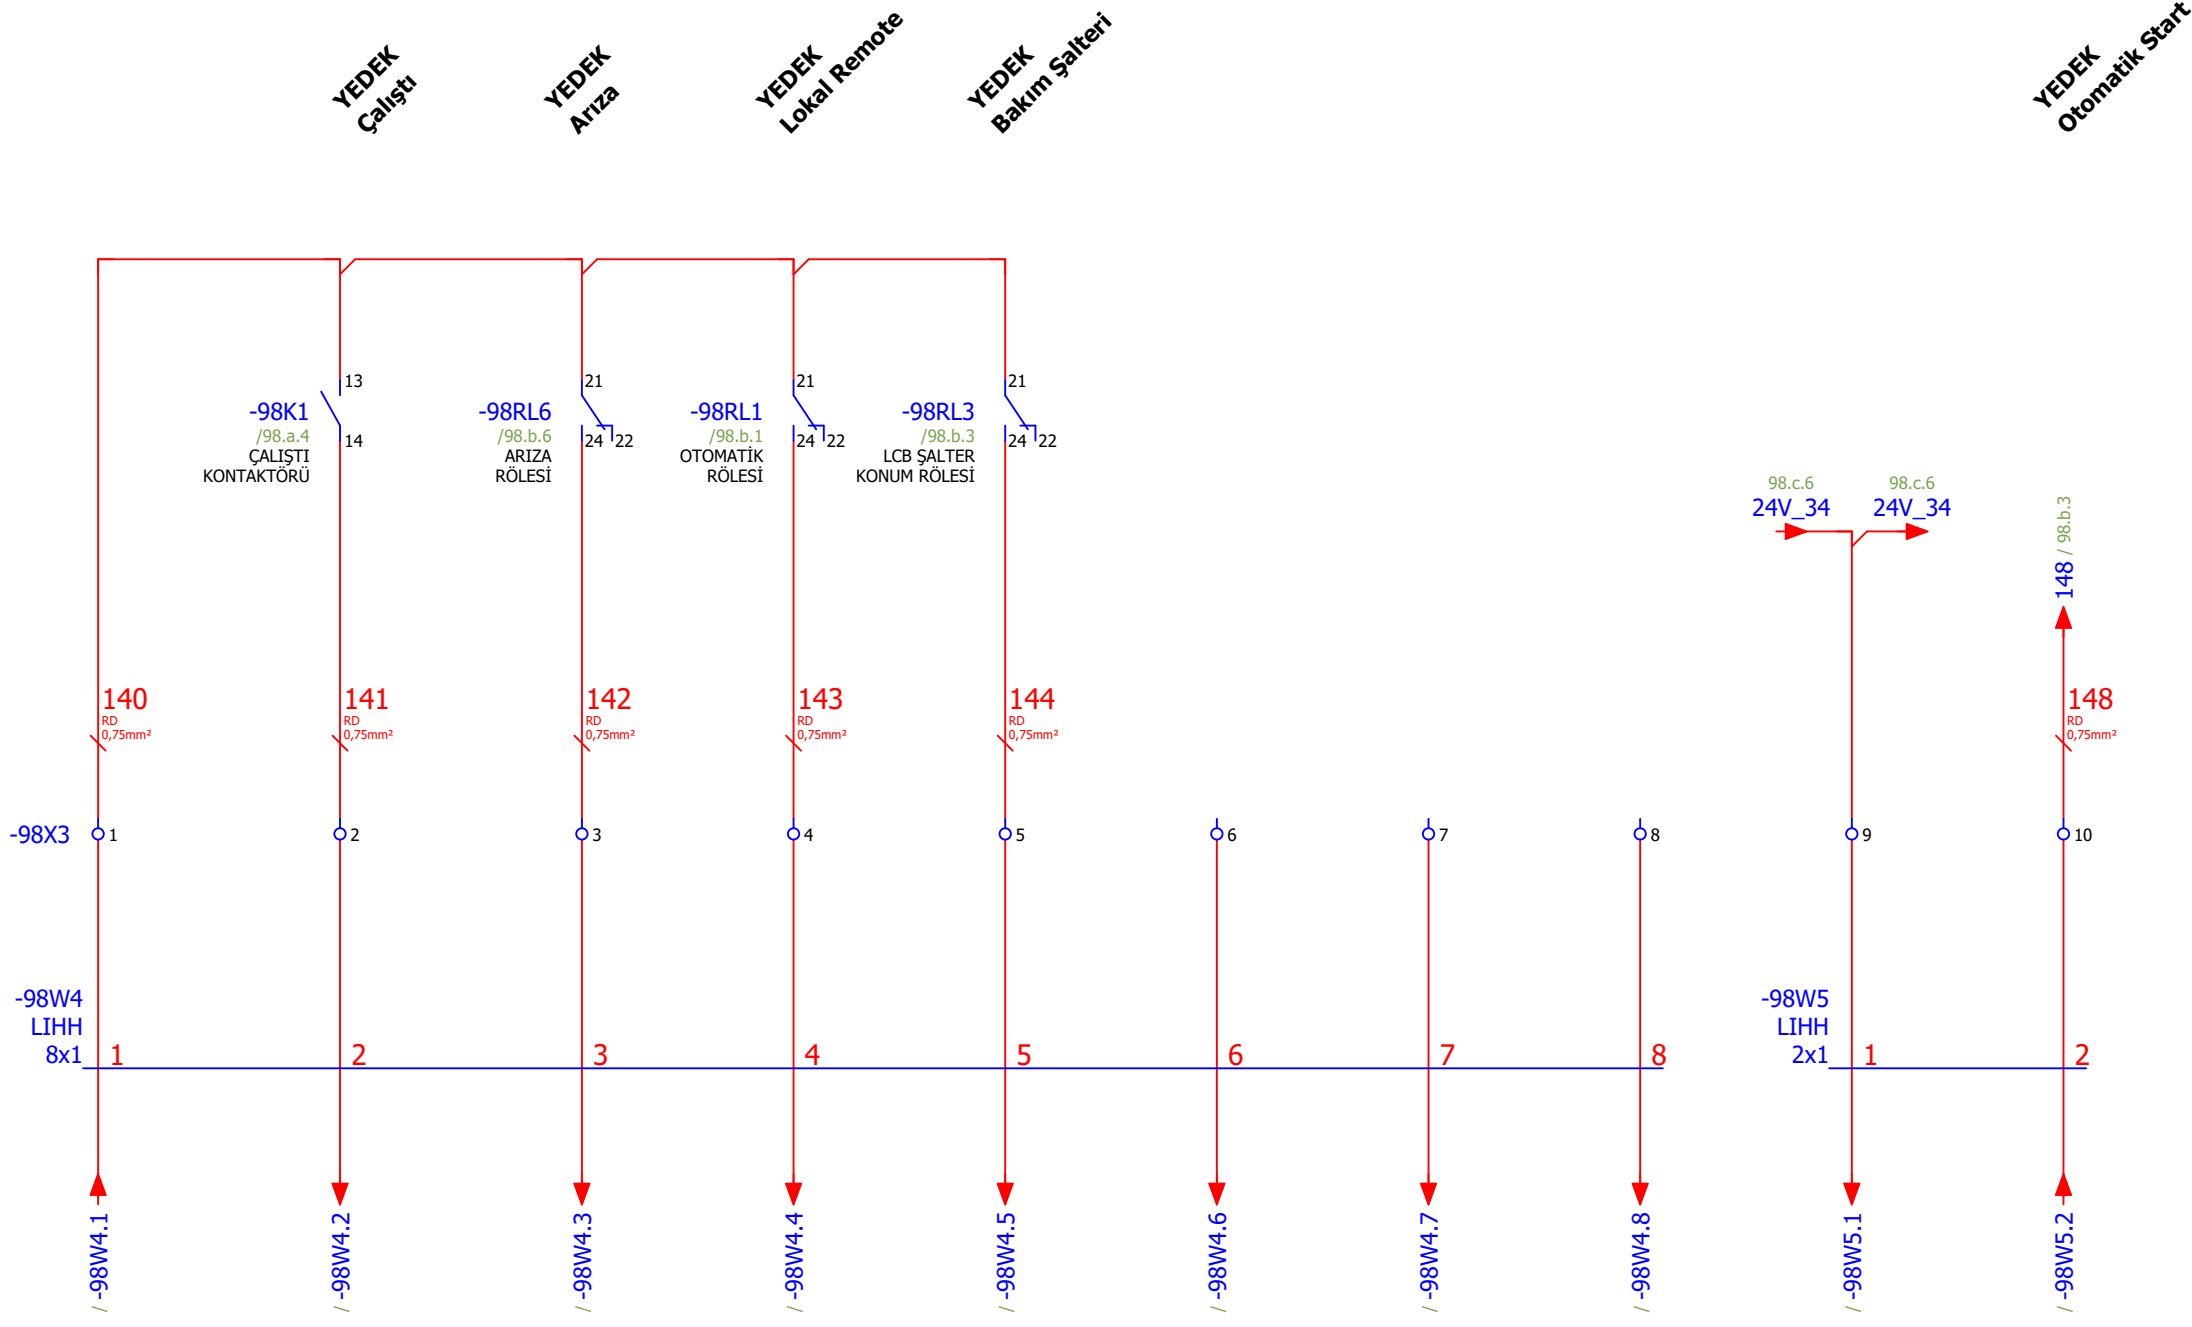 YEDEK
Çalıştı
YEDEK
Arıza
YEDEK
Lokal Remote
YEDEK
Bakım Şalteri
YEDEK
Otomatik Start
13
-98K1
/98.a.4
14
ÇALIŞTI
KONTAKTÖRÜ
21
-98RL6
/98.b.6
24 22
ARIZA
RÖLESİ
21
-98RL1
/98.b.1
24 22
OTOMATİK
RÖLESİ
21
-98RL3
/98.b.3
24 22
LCB ŞALTER
KONUM RÖLESİ
98.c.6
24V_34
98.c.6
24V_34
148 / 98.b.3
140
RD
0,75mm²
141
RD
0,75mm²
142
RD
0,75mm²
143
RD
0,75mm²
144
RD
0,75mm²
148
RD
0,75mm²
-98X3 1 2 3 4 5 6 7 8 9 10
-98W4
LIHH
8x1 1 2 3 4 5 6 7 8
-98W5
LIHH
2x1 1 2
/ -98W4.1
/ -98W4.2
/ -98W4.3
/ -98W4.4
/ -98W4.5
/ -98W4.6
/ -98W4.7
/ -98W4.8
/ -98W5.1
/ -98W5.2